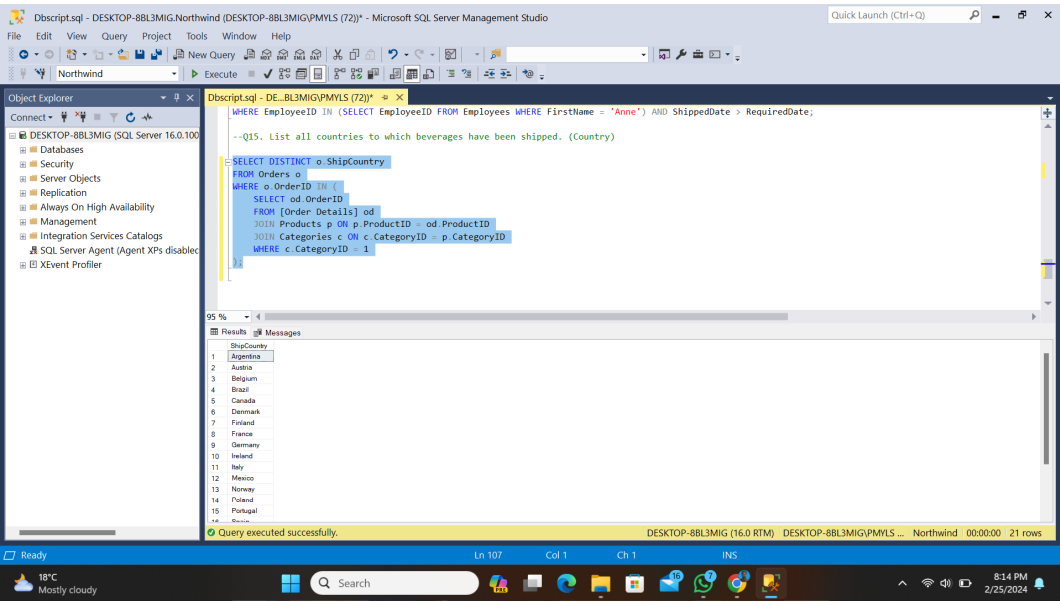 Dbscript.sql - DESKTOP-8BL3MIG.Northwind (DESKTOP-8BL3MIG\PMYLS (72))* - Microsoft SQL Server Management Studio
Quick Launch (Ctrl+Q)
File Edit View Query Project Tools Window Help
New Query
Northwind
Execute
Object Explorer
Dbscript.sql - DE...BL3MIG\PMYLS (72))*
Connect
DESKTOP-8BL3MIG (SQL Server 16.0.100
Databases
Security
Server Objects
Replication
Always On High Availability
Management
Integration Services Catalogs
SQL Server Agent (Agent XPs disabled
XEvent Profiler
WHERE EmployeeID IN (SELECT EmployeeID FROM Employees WHERE FirstName = 'Anne') AND ShippedDate > RequiredDate;
--Q15. List all countries to which beverages have been shipped. (Country)
SELECT DISTINCT o.ShipCountry
FROM Orders o
WHERE o.OrderID IN (
SELECT od.OrderID
FROM [Order Details] od
JOIN Products p ON p.ProductID = od.ProductID
JOIN Categories c ON c.CategoryID = p.CategoryID
WHERE c.CategoryID = 1
);
95 %
Results Messages
ShipCountry
1 Argentina
2 Austria
3 Belgium
4 Brazil
5 Canada
6 Denmark
7 Finland
8 France
9 Germany
10 Ireland
11 Italy
12 Mexico
13 Norway
14 Poland
15 Portugal
16 Spain
Query executed successfully.
DESKTOP-8BL3MIG (16.0 RTM) DESKTOP-8BL3MIG\PMYLS ... Northwind 00:00:00 21 rows
Ready
Ln 107 Col 1 Ch 1 INS
18°C
Mostly cloudy
Search
PRE
16
7
8:14 PM
2/25/2024